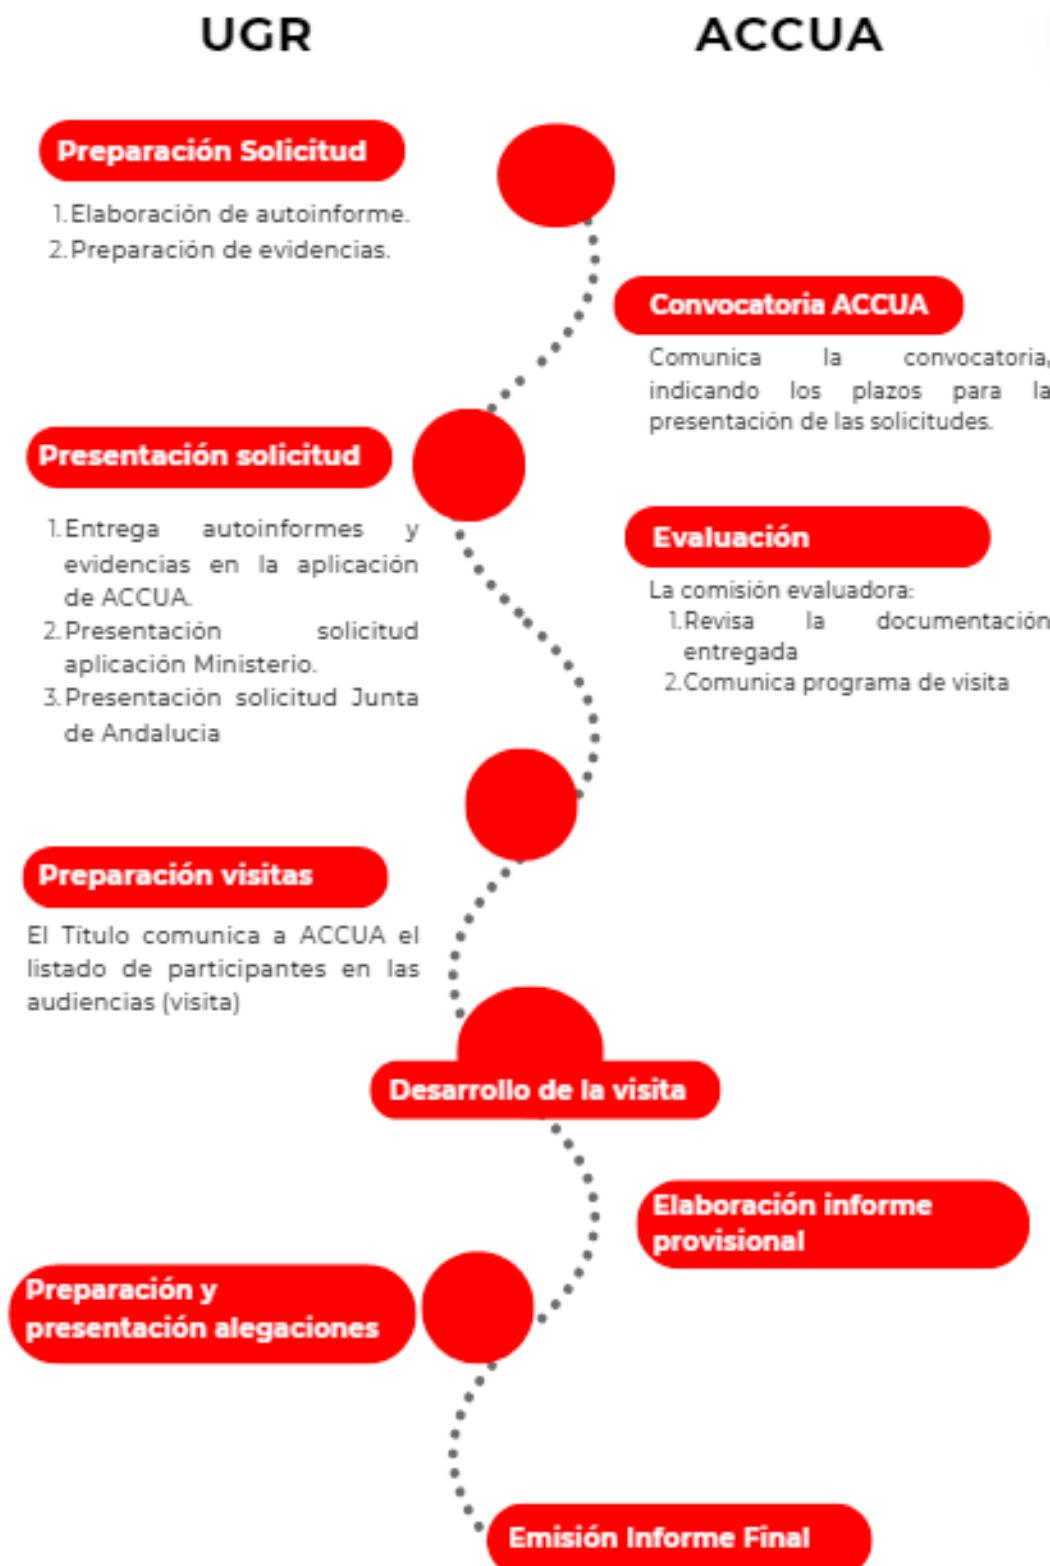 UGR
ACCUA
Preparación Solicitud
1. Elaboración de autoinforme.
2. Preparación de evidencias.
Convocatoria ACCUA
Comunica la convocatoria,
indicando los plazos para la
presentación de las solicitudes.
Presentación solicitud
1. Entrega autoinformes y
evidencias en la aplicación
de ACCUA.
2. Presentación solicitud
aplicación Ministerio.
3. Presentación solicitud Junta
de Andalucia
Evaluación
La comisión evaluadora:
1. Revisa la documentación
entregada
2. Comunica programa de visita
Preparación visitas
El Título comunica a ACCUA el
listado de participantes en las
audiencias (visita)
Desarrollo de la visita
Elaboración informe
provisional
Preparación y
presentación alegaciones
Emisión Informe Final